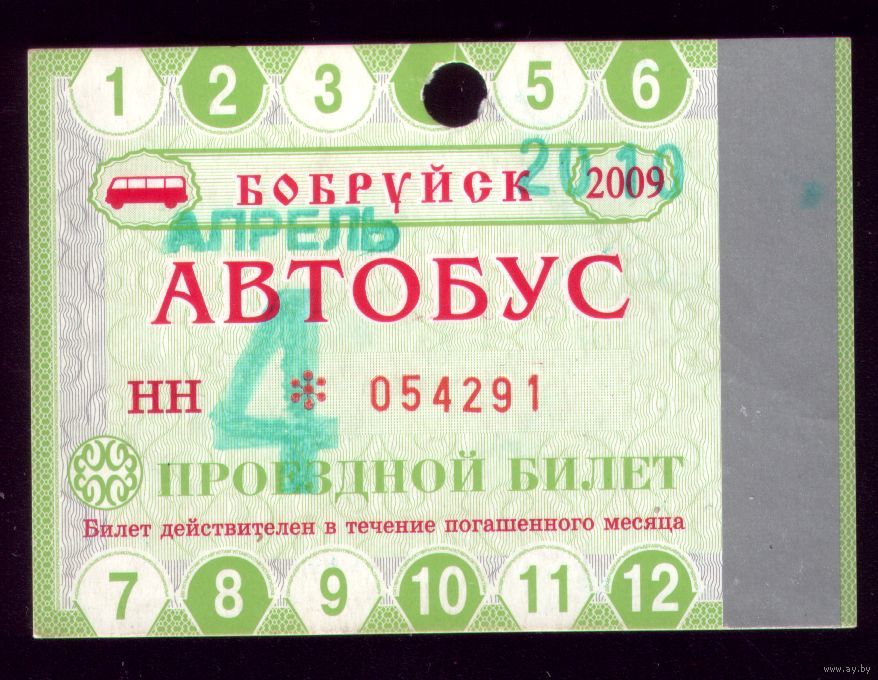 1 2 3 5 6
2010
БОБРУЙСК 2009
АПРЕЛЬ
АВТОБУС
4
НН * 054291
ПРОЕЗДНОЙ БИЛЕТ
Билет действителен в течение погашенного месяца
7 8 9 10 11 12
www.ay.by